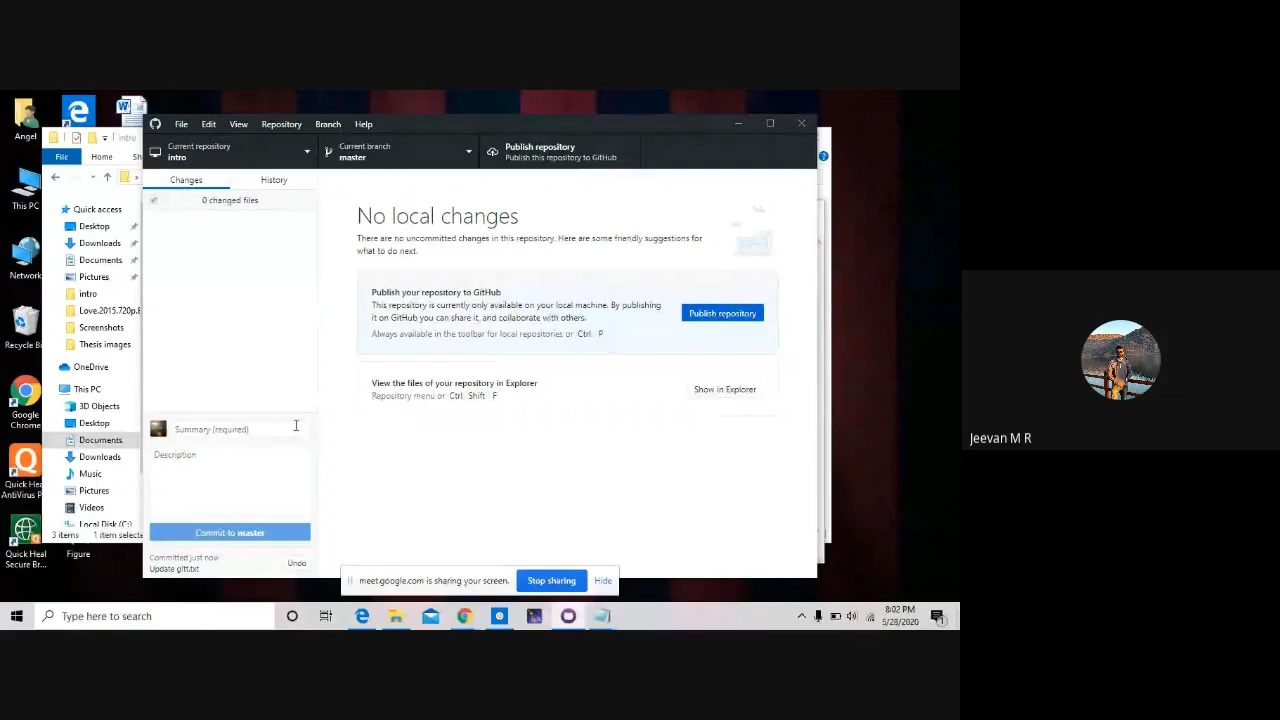 Angel
This PC
Network
Recycle B
Google
Chrome
Quick Hea
AntiVirus P
Quick Heal
Secure Br...
Figure
intro
File
Home
Sh
Quick access
Desktop
Downloads
Documents
Pictures
intro
Love.2015.720p.B
Screenshots
Thesis images
OneDrive
This PC
3D Objects
Desktop
Documents
Downloads
Music
Pictures
Videos
Local Disk (C:)
3 items 1 item selecte
File Edit View Repository Branch Help
Current repository
intro
Current branch
master
Publish repository
Publish this repository to GitHub
Changes History
0 changed files
No local changes
There are no uncommitted changes in this repository. Here are some friendly suggestions for
what to do next.
Publish your repository to GitHub
This repository is currently only available on your local machine. By publishing
it on GitHub you can share it, and collaborate with others.
Always available in the toolbar for local repositories or Ctrl P
Publish repository
View the files of your repository in Explorer
Repository menu or Ctrl Shift F
Show in Explorer
Summary (required)
Description
Commit to master
Committed just now
Update gitt.txt
Undo
meet.google.com is sharing your screen.
Stop sharing
Hide
Type here to search
8:02 PM
5/28/2020
Jeevan M R